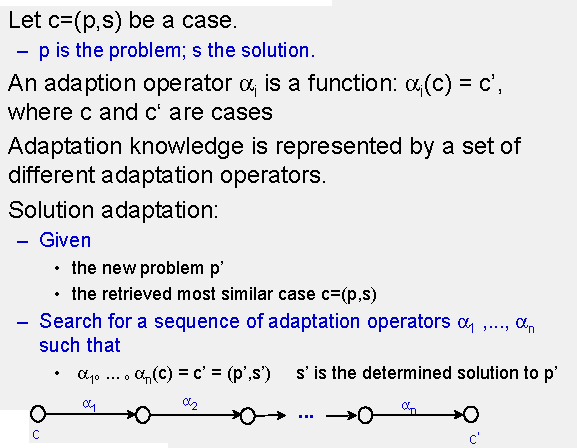 Let c=(p,s) be a case.
– p is the problem; s the solution.
An adaption operator αi is a function: αi(c) = c’,
where c and c‘ are cases
Adaptation knowledge is represented by a set of
different adaptation operators.
Solution adaptation:
– Given
• the new problem p’
• the retrieved most similar case c=(p,s)
– Search for a sequence of adaptation operators α1 ,..., αn
such that
• α1° ... ° αn(c) = c’ = (p’,s’) s’ is the determined solution to p’
α1 α2 ... αn
c c’